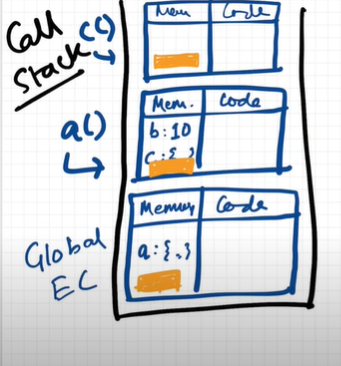 Call
Stack
c()
Mem
Code
a()
Mem.
Code
b:10
c:{ }
Global
EC
Memory
Code
a:{..}